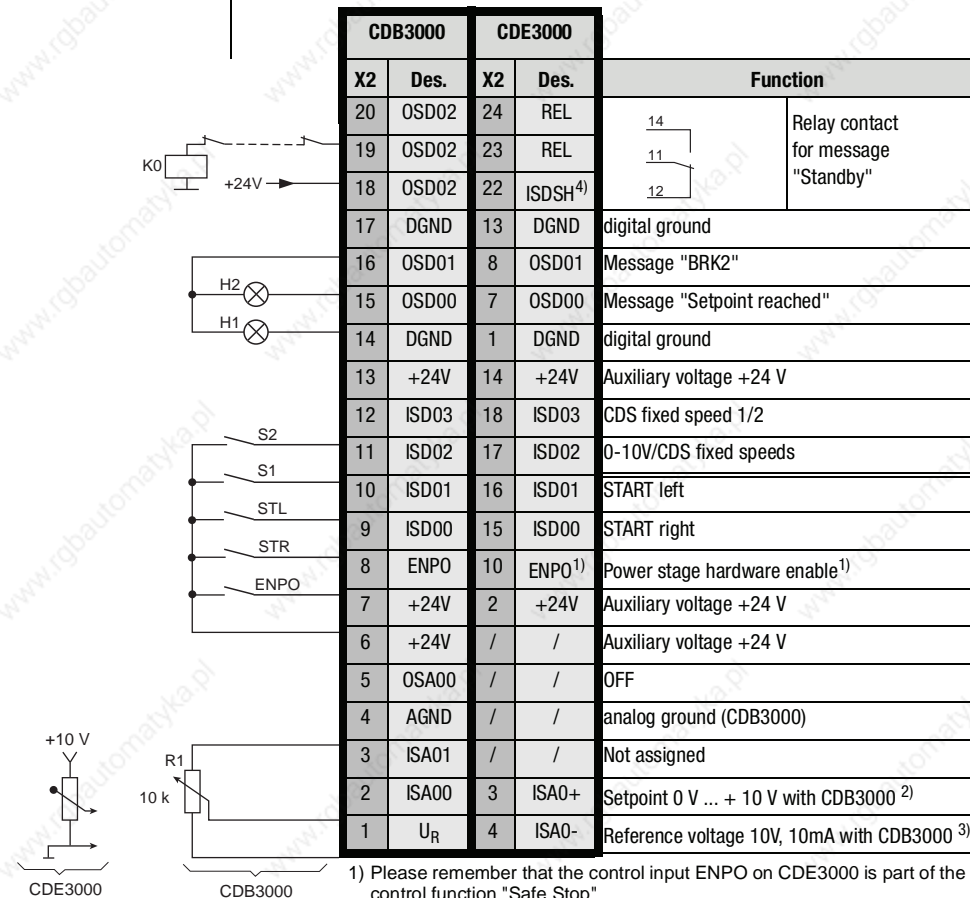 CDB3000 CDE3000
X2 Des. X2 Des. Function
20 OSD02 24 REL
19 OSD02 23 REL
18 OSD02 22 ISDSH4)
14
11
12
Relay contact
for message
"Standby"
17 DGND 13 DGND digital ground
16 OSD01 8 OSD01 Message "BRK2"
15 OSD00 7 OSD00 Message "Setpoint reached"
14 DGND 1 DGND digital ground
13 +24V 14 +24V Auxiliary voltage +24 V
12 ISD03 18 ISD03 CDS fixed speed 1/2
11 ISD02 17 ISD02 0-10V/CDS fixed speeds
10 ISD01 16 ISD01 START left
9 ISD00 15 ISD00 START right
8 ENPO 10 ENPO1) Power stage hardware enable1)
7 +24V 2 +24V Auxiliary voltage +24 V
6 +24V / / Auxiliary voltage +24 V
5 OSA00 / / OFF
4 AGND / / analog ground (CDB3000)
3 ISA01 / / Not assigned
2 ISA00 3 ISA0+ Setpoint 0 V ... + 10 V with CDB3000 2)
1 UR 4 ISA0- Reference voltage 10V, 10mA with CDB3000 3)
K0
+24V
H2
H1
S2
S1
STL
STR
ENPO
+10 V
R1
10 k
CDE3000
CDB3000
1) Please remember that the control input ENPO on CDE3000 is part of the
control function "Safe Stop"
www.rgbautomatyka.pl